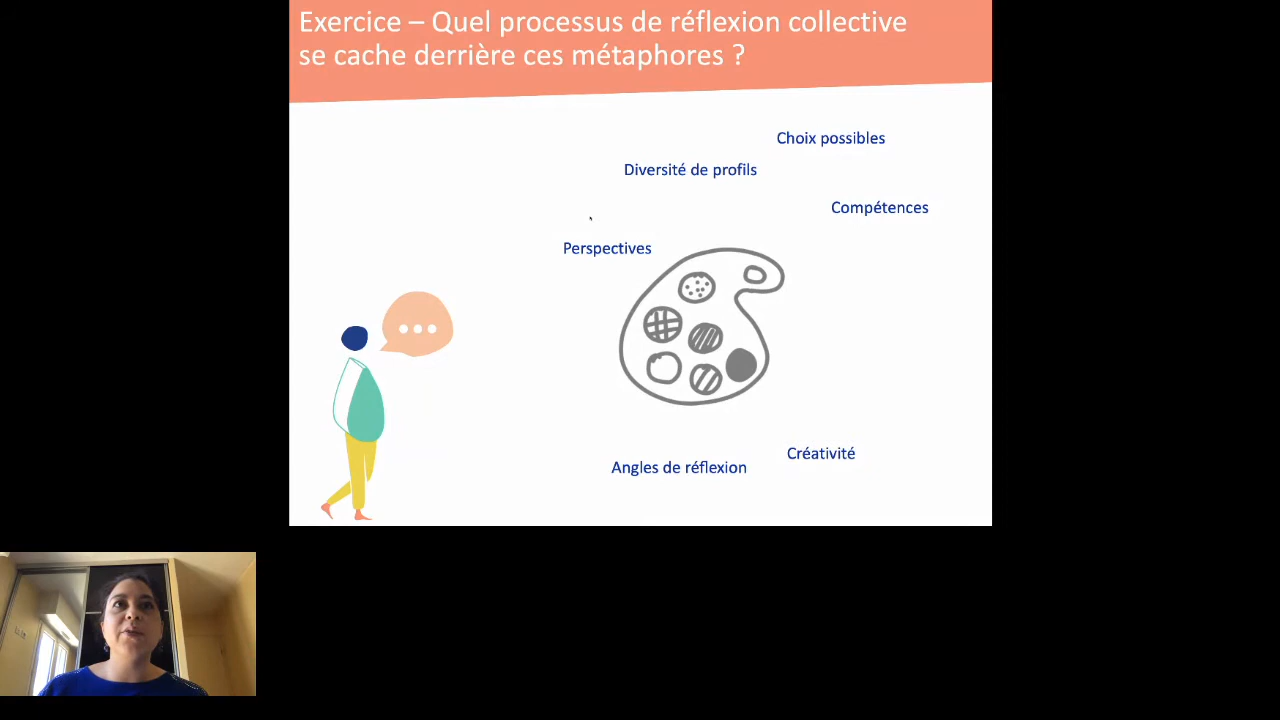 Exercice – Quel processus de réflexion collective
se cache derrière ces métaphores ?
Choix possibles
Diversité de profils
Compétences
Perspectives
Créativité
Angles de réflexion